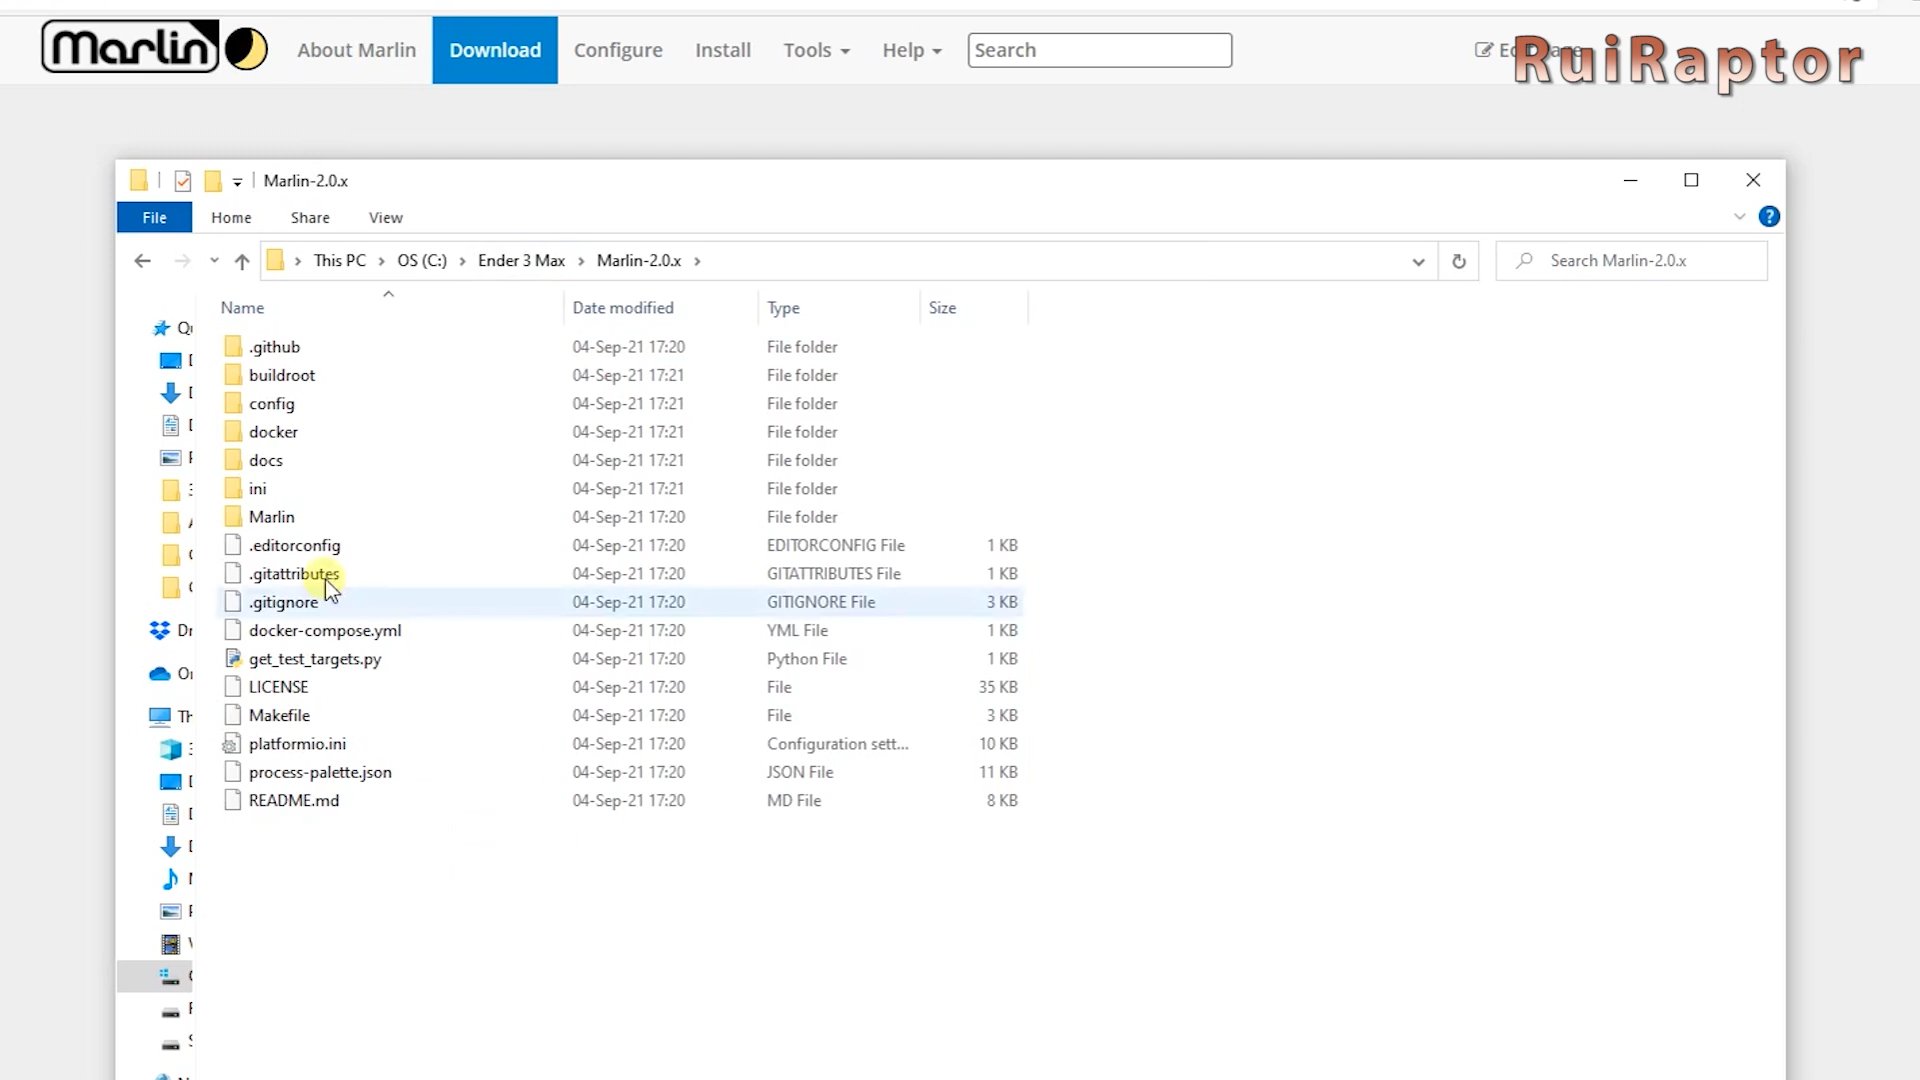 Marlin About Marlin Download Configure Install Tools Help Search RuiRaptor
Marlin-2.0.x
File Home Share View
This PC OS (C:) Ender 3 Max Marlin-2.0.x Search Marlin-2.0.x
Name Date modified Type Size
.github 04-Sep-21 17:20 File folder
buildroot 04-Sep-21 17:21 File folder
config 04-Sep-21 17:21 File folder
docker 04-Sep-21 17:21 File folder
docs 04-Sep-21 17:21 File folder
ini 04-Sep-21 17:21 File folder
Marlin 04-Sep-21 17:20 File folder
.editorconfig 04-Sep-21 17:20 EDITORCONFIG File 1 KB
.gitattributes 04-Sep-21 17:20 GITATTRIBUTES File 1 KB
.gitignore 04-Sep-21 17:20 GITIGNORE File 3 KB
docker-compose.yml 04-Sep-21 17:20 YML File 1 KB
get_test_targets.py 04-Sep-21 17:20 Python File 1 KB
LICENSE 04-Sep-21 17:20 File 35 KB
Makefile 04-Sep-21 17:20 File 3 KB
platformio.ini 04-Sep-21 17:20 Configuration sett... 10 KB
process-palette.json 04-Sep-21 17:20 JSON File 11 KB
README.md 04-Sep-21 17:20 MD File 8 KB